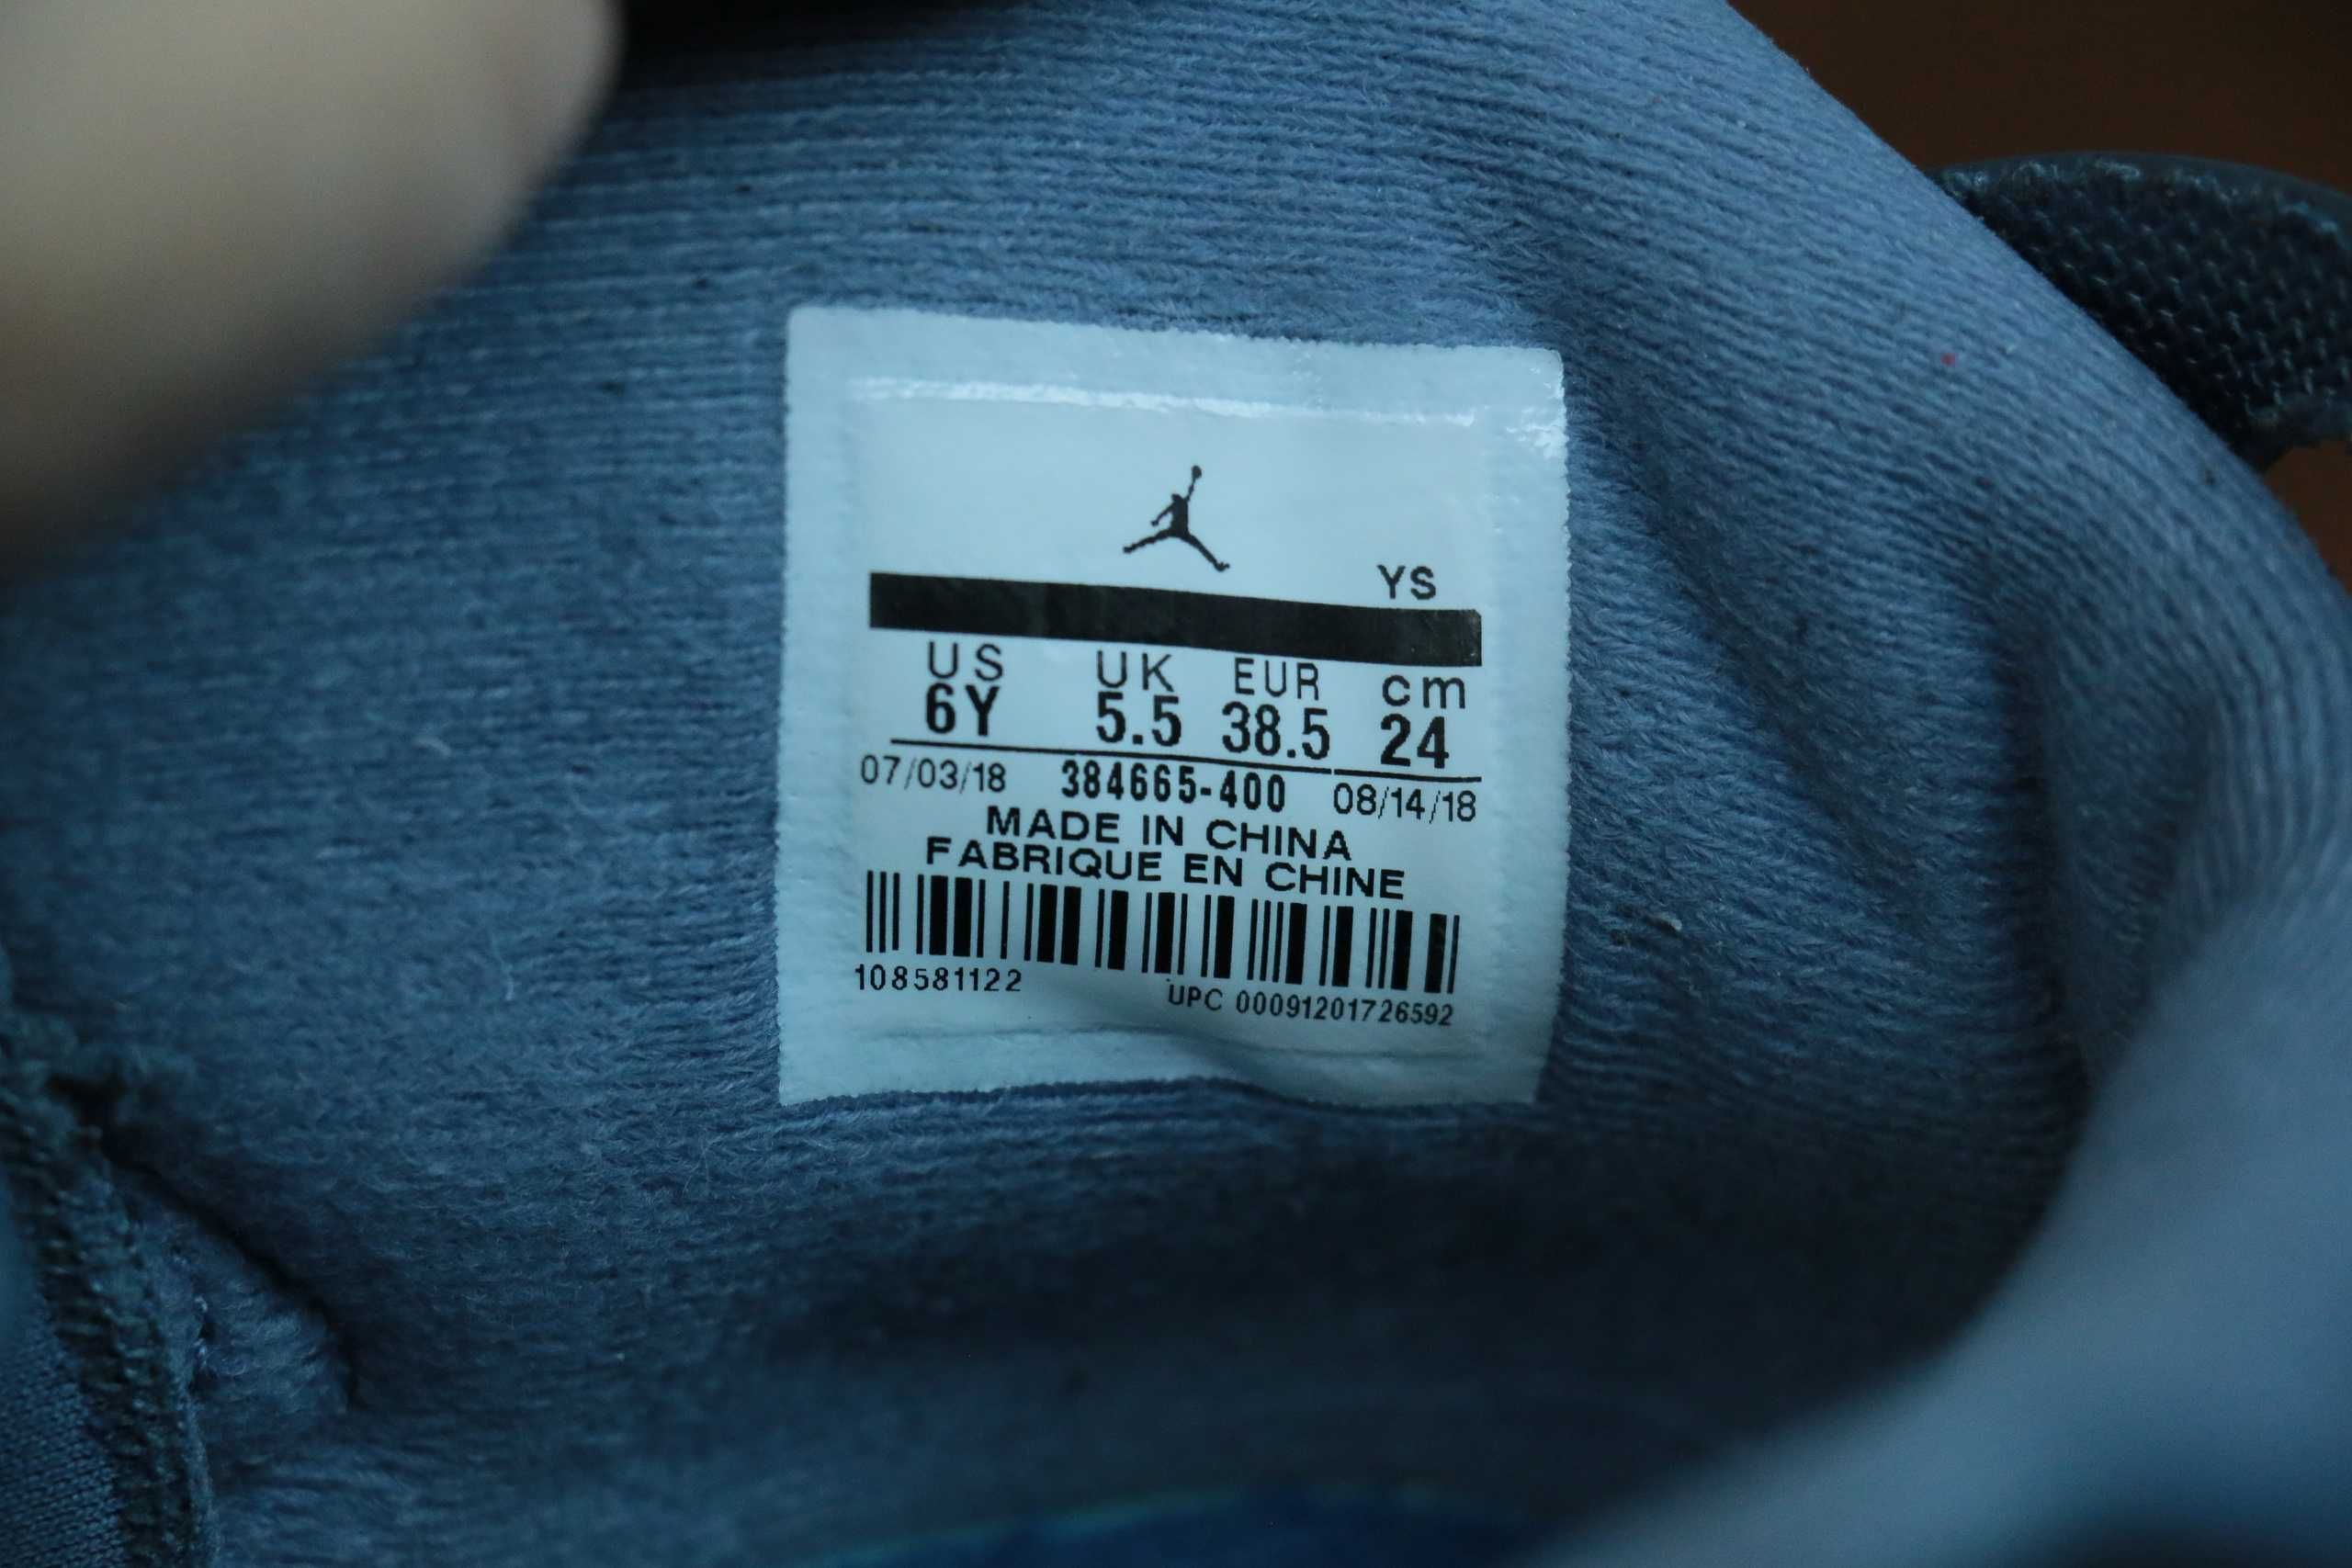 YS
US UK EUR cm
6Y 5.5 38.5 24
07/03/18 384665-400 08/14/18
MADE IN CHINA
FABRIQUE EN CHINE
108581122 UPC 00091201726592